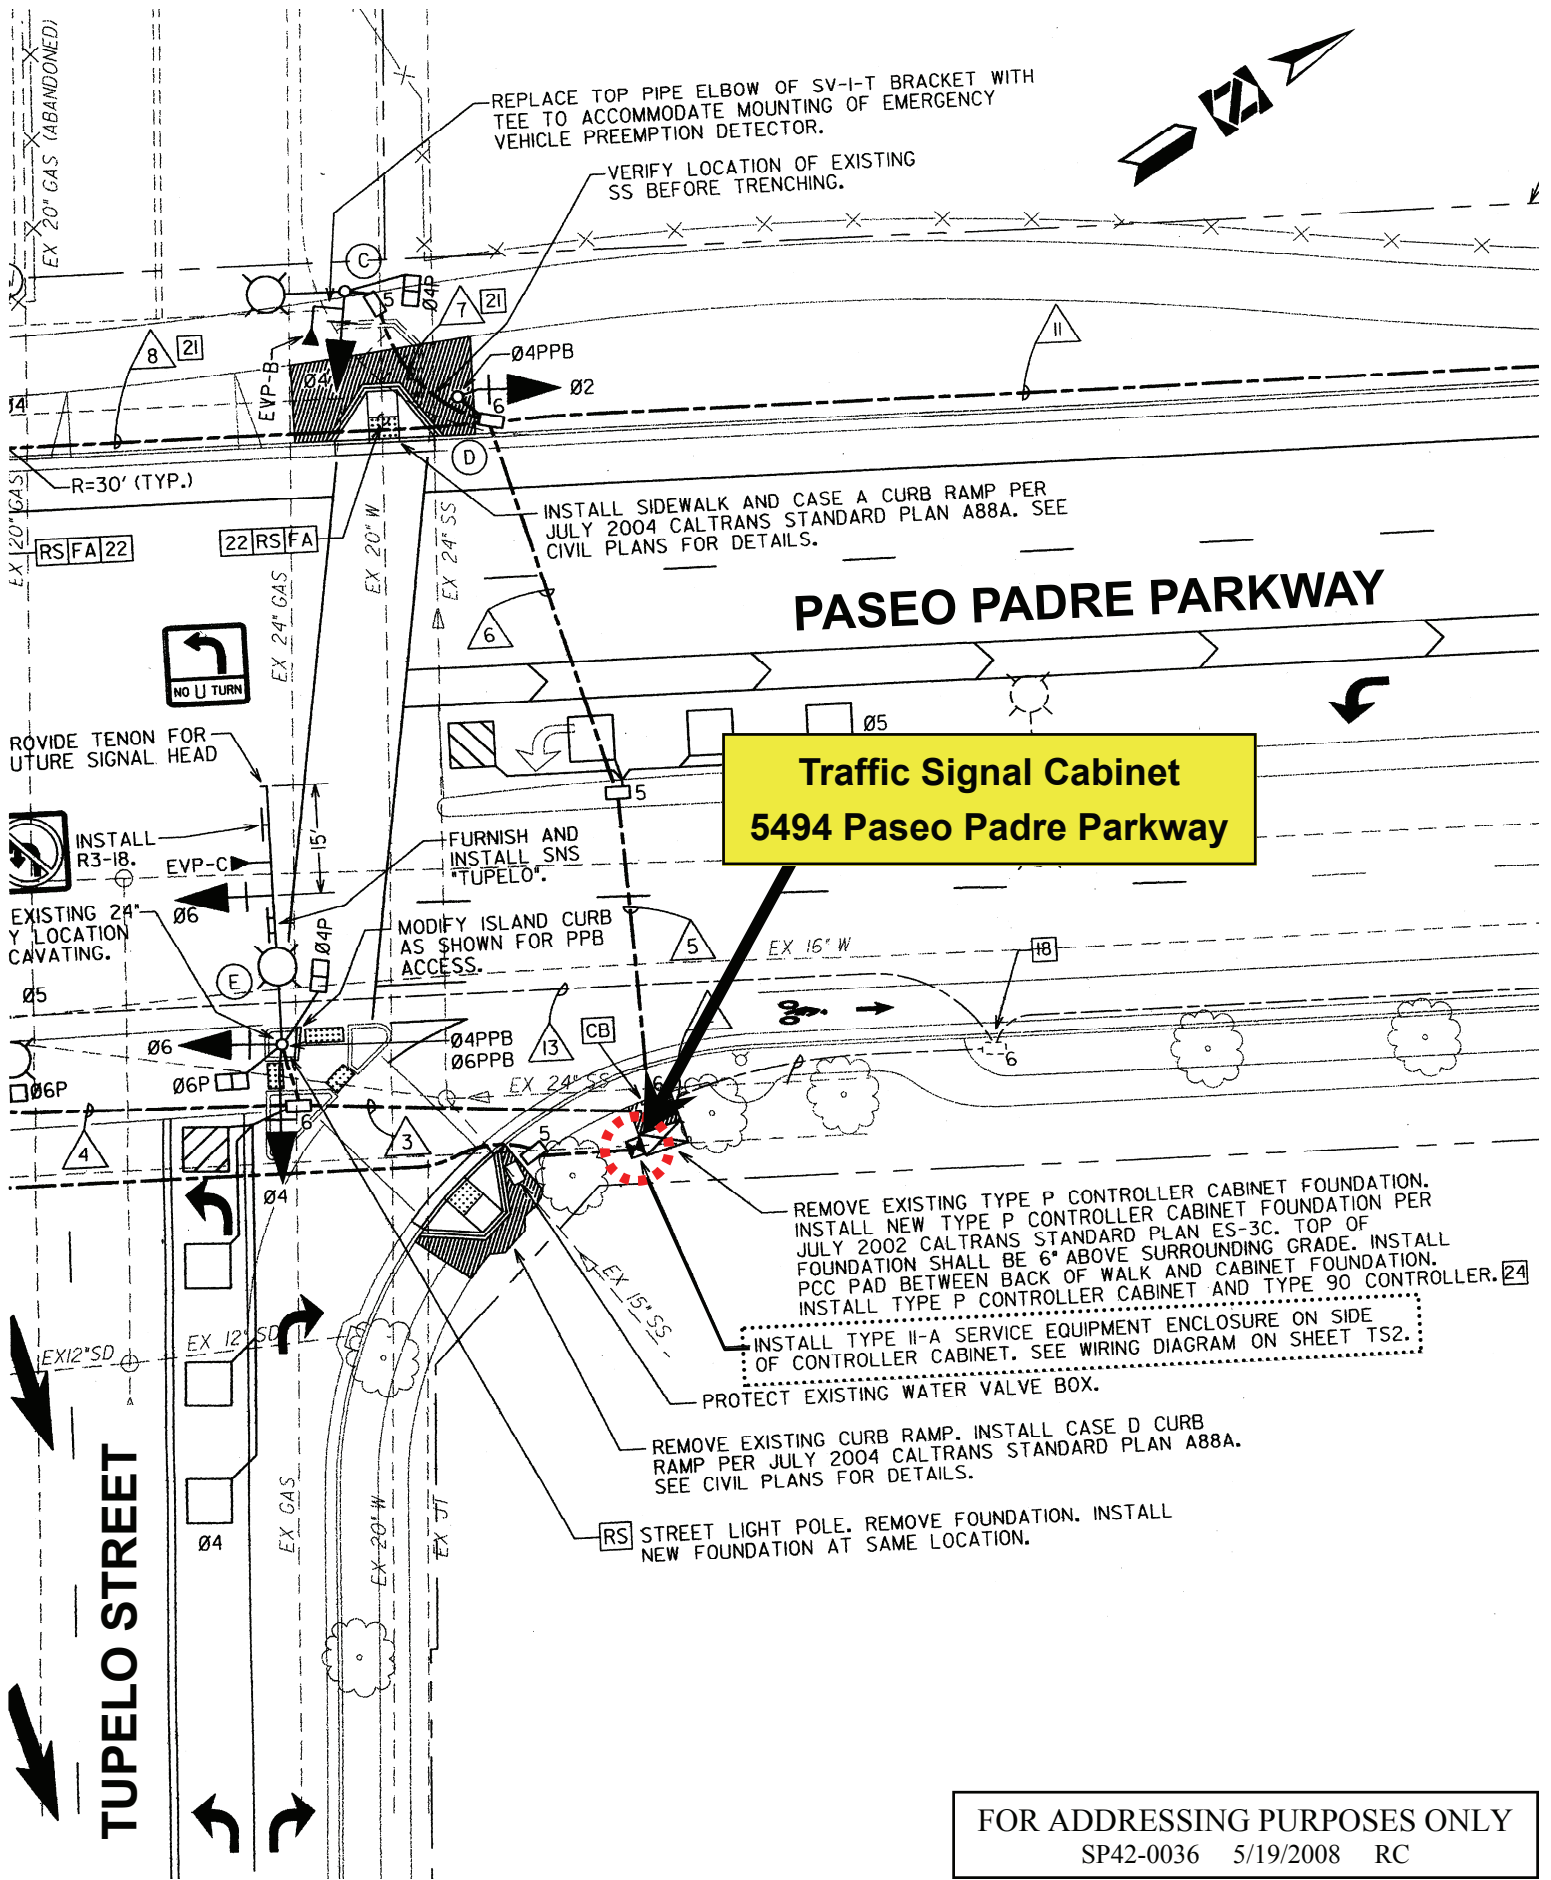 EX 20" GAS (ABANDONED)
REPLACE TOP PIPE ELBOW OF SV-1-T BRACKET WITH
TEE TO ACCOMMODATE MOUNTING OF EMERGENCY
VEHICLE PREEMPTION DETECTOR.
VERIFY LOCATION OF EXISTING
SS BEFORE TRENCHING.
C
5
Ø4P
7
21
8
21
11
EVP-B
Ø4
Ø4PPB
Ø2
6
14
D
R=30' (TYP.)
INSTALL SIDEWALK AND CASE A CURB RAMP PER
JULY 2004 CALTRANS STANDARD PLAN A88A. SEE
CIVIL PLANS FOR DETAILS.
EX 20" GAS
RS FA 22
22 RS FA
EX 24" GAS
EX 20" W
EX 24" SS
6
PASEO PADRE PARKWAY
NO U TURN
Ø5
ROVIDE TENON FOR
UTURE SIGNAL HEAD
Traffic Signal Cabinet
5494 Paseo Padre Parkway
5
15'
INSTALL
R3-18.
EVP-C
FURNISH AND
INSTALL SNS
"TUPELO".
Ø6
EXISTING 24"
Y LOCATION
CAVATING.
Ø4P
MODIFY ISLAND CURB
AS SHOWN FOR PPB
ACCESS.
5
EX 16" W
18
E
Ø5
Ø6
Ø4PPB
Ø6PPB
13
CB
6
Ø6P
Ø6P
EX 24" SS
6
6
4
3
5
Ø4
REMOVE EXISTING TYPE P CONTROLLER CABINET FOUNDATION.
INSTALL NEW TYPE P CONTROLLER CABINET FOUNDATION PER
JULY 2002 CALTRANS STANDARD PLAN ES-3C. TOP OF
FOUNDATION SHALL BE 6" ABOVE SURROUNDING GRADE. INSTALL
PCC PAD BETWEEN BACK OF WALK AND CABINET FOUNDATION.
INSTALL TYPE P CONTROLLER CABINET AND TYPE 90 CONTROLLER. 24
EX 15" SS
INSTALL TYPE II-A SERVICE EQUIPMENT ENCLOSURE ON SIDE
OF CONTROLLER CABINET. SEE WIRING DIAGRAM ON SHEET TS2.
EX12"SD
EX 12" SD
PROTECT EXISTING WATER VALVE BOX.
REMOVE EXISTING CURB RAMP. INSTALL CASE D CURB
RAMP PER JULY 2004 CALTRANS STANDARD PLAN A88A.
SEE CIVIL PLANS FOR DETAILS.
TUPELO STREET
Ø4
EX GAS
EX 20" W
EX JT
RS STREET LIGHT POLE. REMOVE FOUNDATION. INSTALL
NEW FOUNDATION AT SAME LOCATION.
FOR ADDRESSING PURPOSES ONLY
SP42-0036 5/19/2008 RC